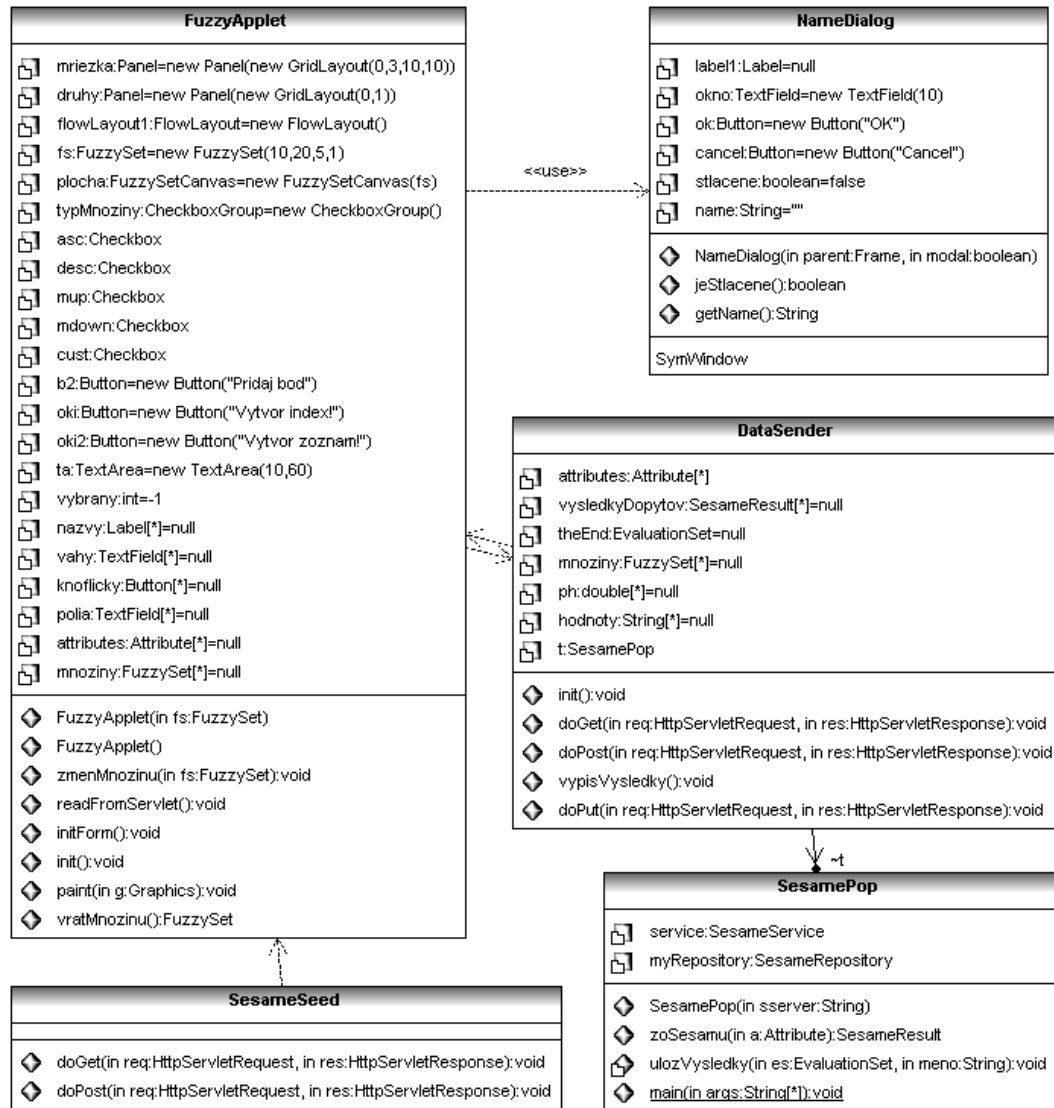 FuzzyApplet
mriezka:Panel=new Panel(new GridLayout(0,3,10,10))
druhy:Panel=new Panel(new GridLayout(0,1))
flowLayout1:FlowLayout=new FlowLayout()
fs:FuzzySet=new FuzzySet(10,20,5,1)
plocha:FuzzySetCanvas=new FuzzySetCanvas(fs)
typMnoziny:CheckboxGroup=new CheckboxGroup()
asc:Checkbox
desc:Checkbox
mup:Checkbox
mdown:Checkbox
cust:Checkbox
b2:Button=new Button("Pridaj bod")
oki:Button=new Button("Vytvor index!")
oki2:Button=new Button("Vytvor zoznam!")
ta:TextArea=new TextArea(10,60)
vybrany:int=-1
nazvy:Label[*]=null
vahy:TextField[*]=null
knoflicky:Button[*]=null
polia:TextField[*]=null
attributes:Attribute[*]=null
mnoziny:FuzzySet[*]=null
FuzzyApplet(in fs:FuzzySet)
FuzzyApplet()
zmenMnozinu(in fs:FuzzySet):void
readFromServlet():void
initForm():void
init():void
paint(in g:Graphics):void
vratMnozinu():FuzzySet
<<use>>
NameDialog
label1:Label=null
okno:TextField=new TextField(10)
ok:Button=new Button("OK")
cancel:Button=new Button("Cancel")
stlacene:boolean=false
name:String=""
NameDialog(in parent:Frame, in modal:boolean)
jeStlacene():boolean
getName():String
SymWindow
DataSender
attributes:Attribute[*]
vysledkyDopytov:SesameResult[*]=null
theEnd:EvaluationSet=null
mnoziny:FuzzySet[*]=null
ph:double[*]=null
hodnoty:String[*]=null
t:SesamePop
init():void
doGet(in req:HttpServletRequest, in res:HttpServletResponse):void
doPost(in req:HttpServletRequest, in res:HttpServletResponse):void
vypisVysledky():void
doPut(in req:HttpServletRequest, in res:HttpServletResponse):void
~t
SesamePop
service:SesameService
myRepository:SesameRepository
SesamePop(in sserver:String)
zoSesamu(in a:Attribute):SesameResult
ulozVysledky(in es:EvaluationSet, in meno:String):void
main(in args:String[*]):void
SesameSeed
doGet(in req:HttpServletRequest, in res:HttpServletResponse):void
doPost(in req:HttpServletRequest, in res:HttpServletResponse):void